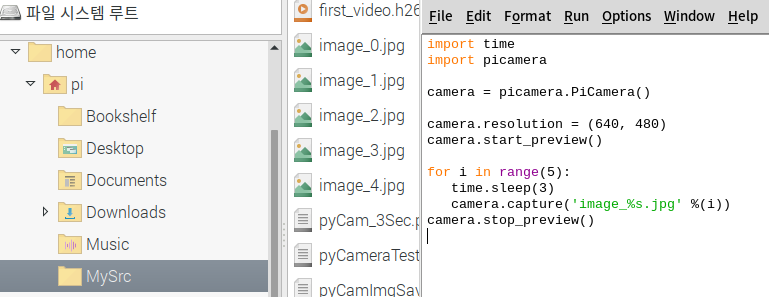 파일 시스템 루트
home
pi
Bookshelf
Desktop
Documents
Downloads
Music
MySrc
first_video.h26
image_0.jpg
image_1.jpg
image_2.jpg
image_3.jpg
image_4.jpg
pyCam_3Sec.p
pyCameraTest
pyCamImgSav
File Edit Format Run Options Window Help
import time
import picamera
camera = picamera.PiCamera()
camera.resolution = (640, 480)
camera.start_preview()
for i in range(5):
   time.sleep(3)
   camera.capture('image_%s.jpg' %(i))
camera.stop_preview()